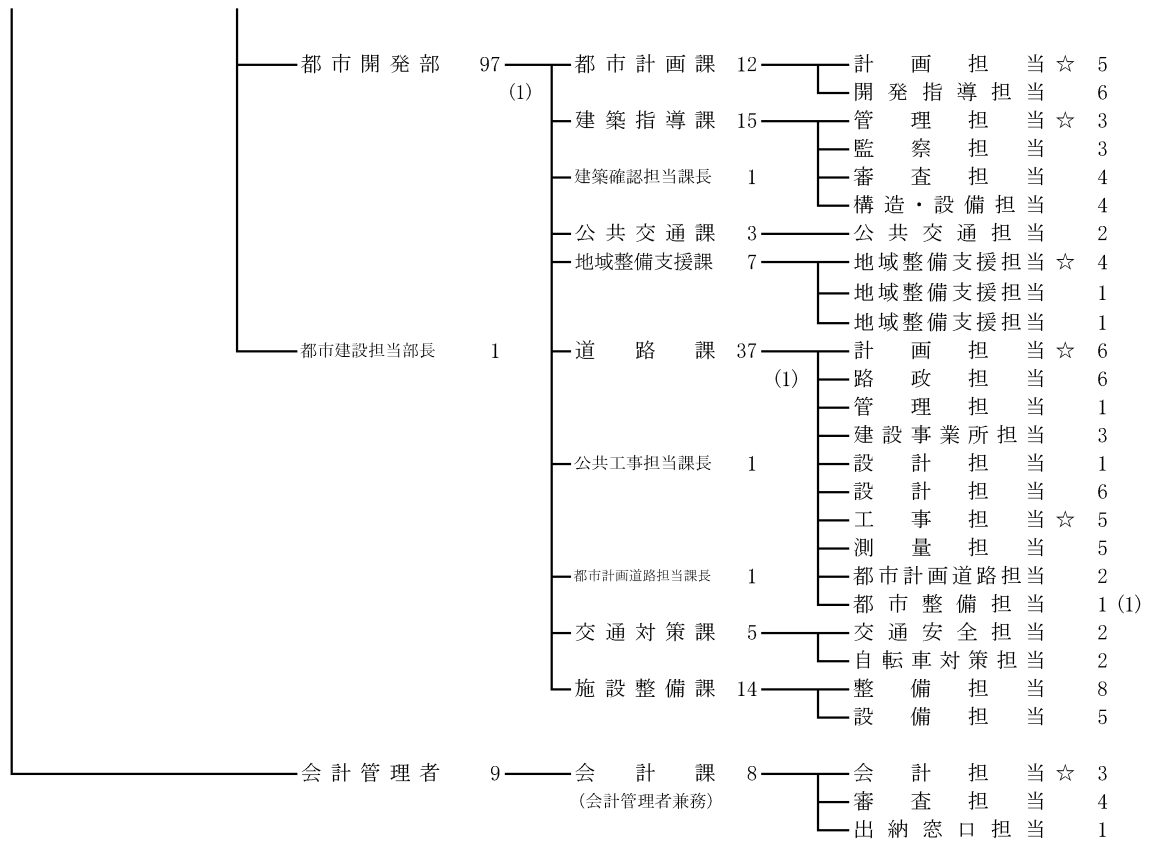 都市開発部 97 都市計画課 12 計画担当☆ 5
(1) 開発指導担当 6
建築指導課 15 管理担当☆ 3
監察担当 3
建築確認担当課長 1 審査担当 4
構造・設備担当 4
公共交通課 3 公共交通担当 2
地域整備支援課 7 地域整備支援担当☆ 4
地域整備支援担当 1
地域整備支援担当 1
都市建設担当部長 1 道路課 37 計画担当☆ 6
(1) 路政担当 6
管理担当 1
建設事業所担当 3
公共工事担当課長 1 設計担当 1
設計担当 6
工事担当☆ 5
測量担当 5
都市計画道路担当課長 1 都市計画道路担当 2
都市整備担当 1 (1)
交通対策課 5 交通安全担当 2
自転車対策担当 2
施設整備課 14 整備担当 8
設備担当 5
会計管理者 9 会計課 8 会計担当☆ 3
(会計管理者兼務) 審査担当 4
出納窓口担当 1